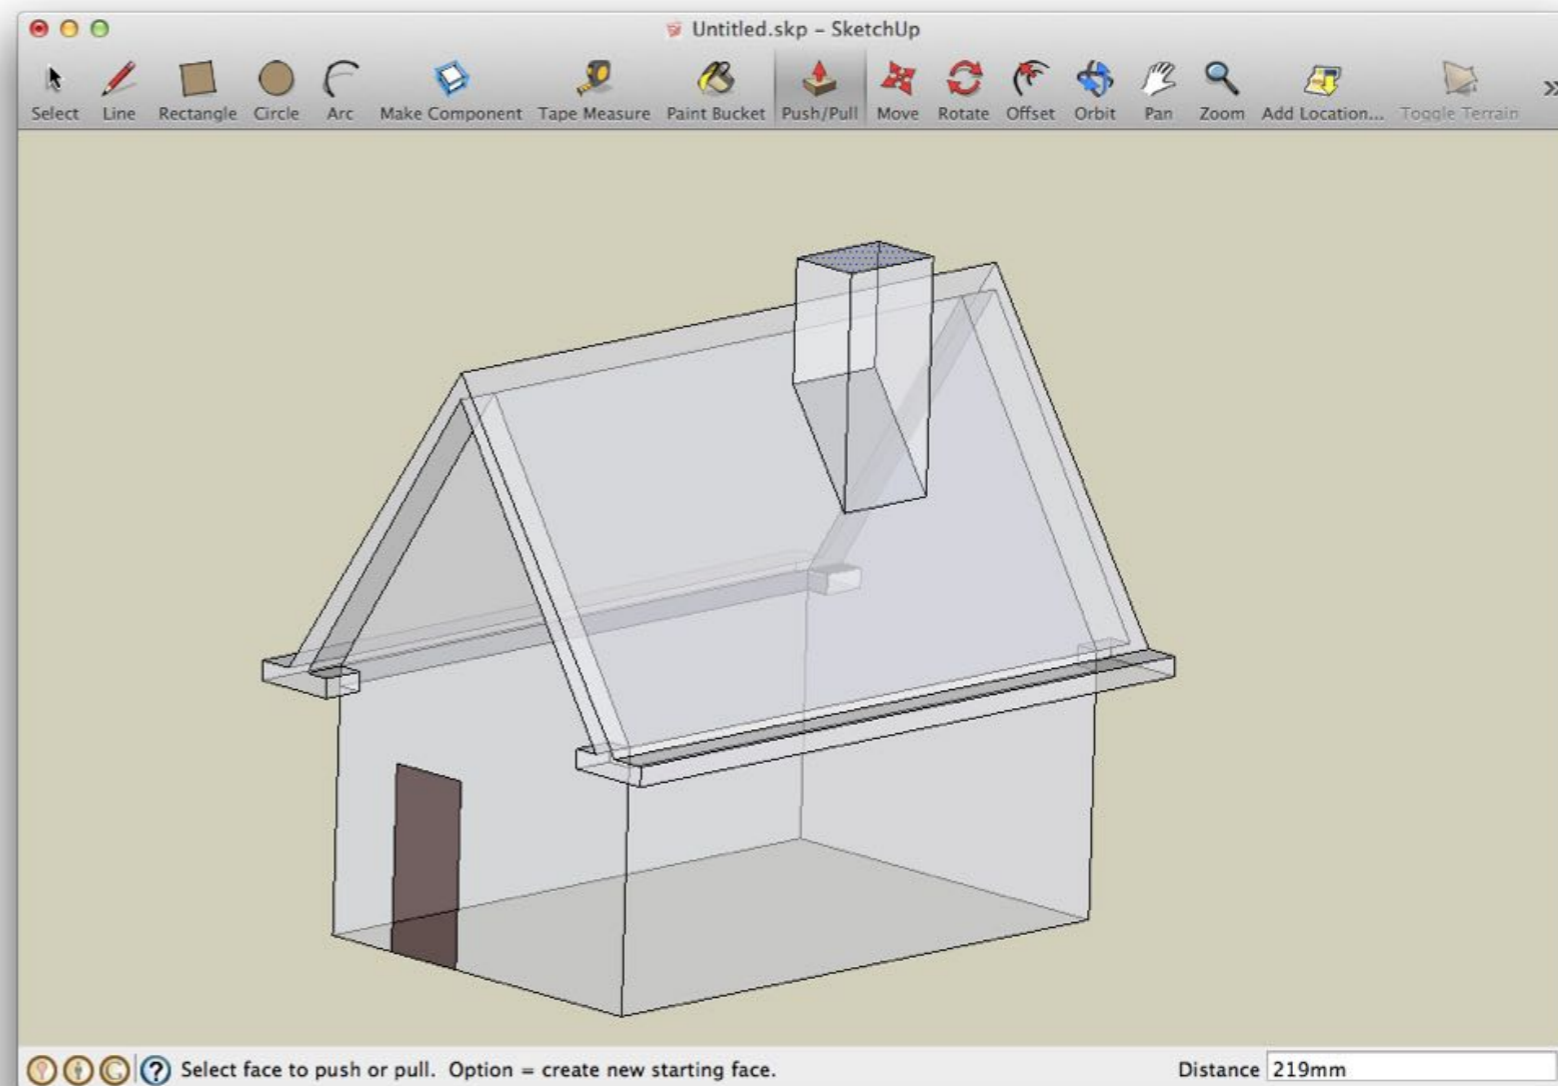 Untitled.skp – SketchUp
Select Line Rectangle Circle Arc Make Component Tape Measure Paint Bucket Push/Pull Move Rotate Offset Orbit Pan Zoom Add Location... Toggle Terrain
Select face to push or pull. Option = create new starting face. Distance 219mm